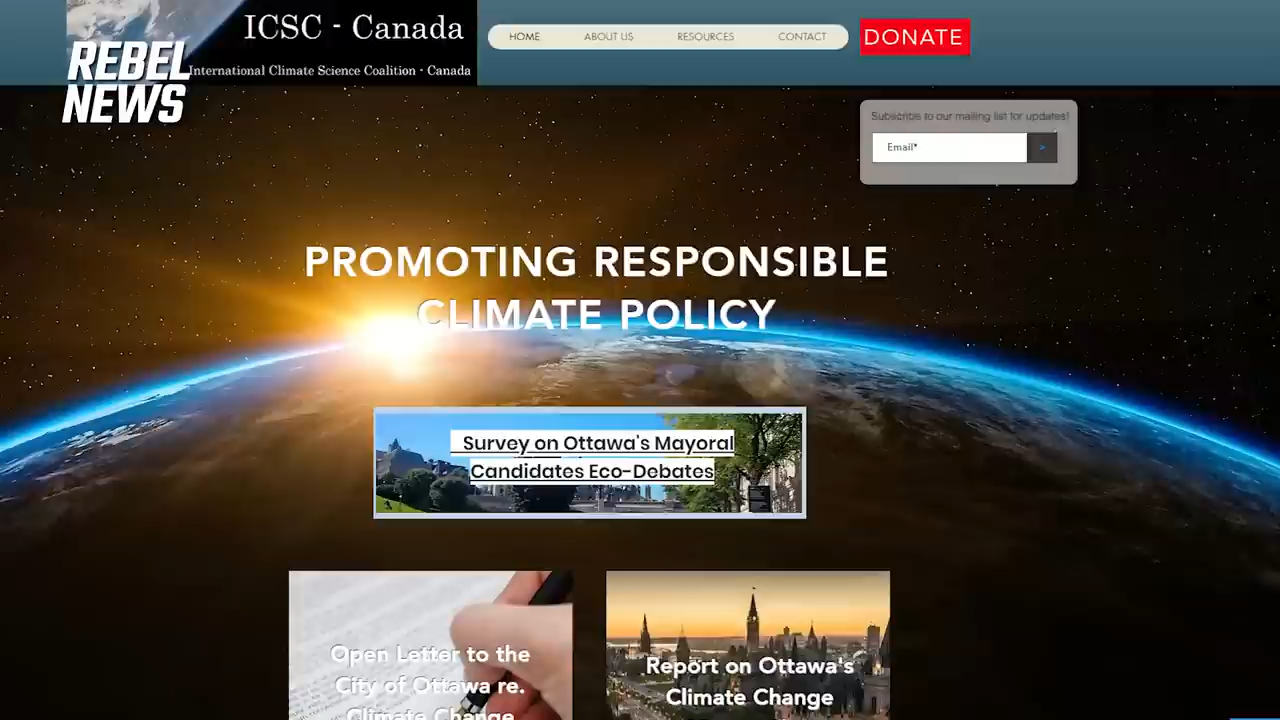 ICSC - Canada
International Climate Science Coalition - Canada
REBEL
NEWS
HOME
ABOUT US
RESOURCES
CONTACT
DONATE
Subscribe to our mailing list for updates!
Email*
>
PROMOTING RESPONSIBLE
CLIMATE POLICY
Survey on Ottawa's Mayoral
Candidates Eco-Debates
Open Letter to the
City of Ottawa re.
Climate Change
Report on Ottawa's
Climate Change